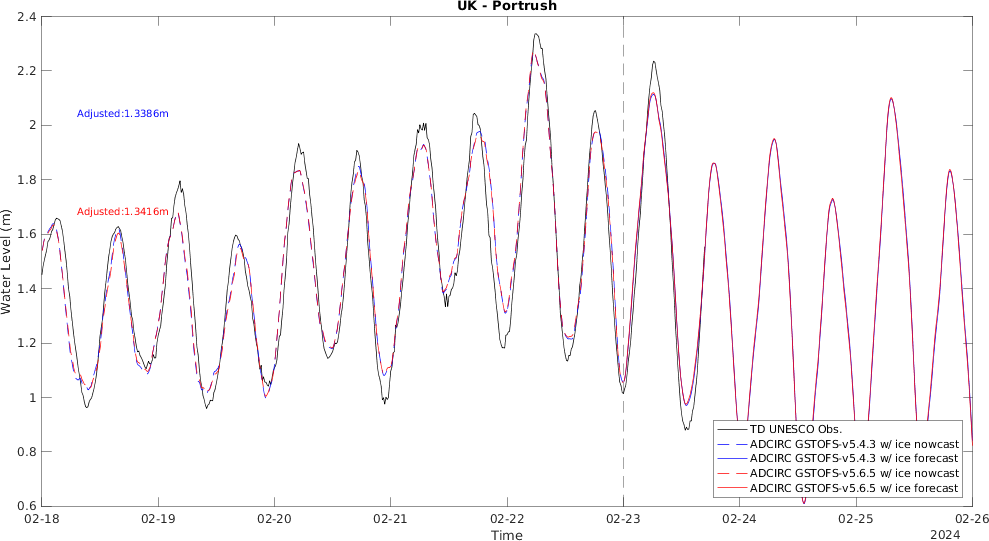 UK - Portrush
2.4
2.2
2
1.8
1.6
1.4
1.2
1
0.8
0.6
Water Level (m)
Adjusted:1.3386m
Adjusted:1.3416m
TD UNESCO Obs.
ADCIRC GSTOFS-v5.4.3 w/ ice nowcast
ADCIRC GSTOFS-v5.4.3 w/ ice forecast
ADCIRC GSTOFS-v5.6.5 w/ ice nowcast
ADCIRC GSTOFS-v5.6.5 w/ ice forecast
02-18 02-19 02-20 02-21 02-22 02-23 02-24 02-25 02-26
Time
2024